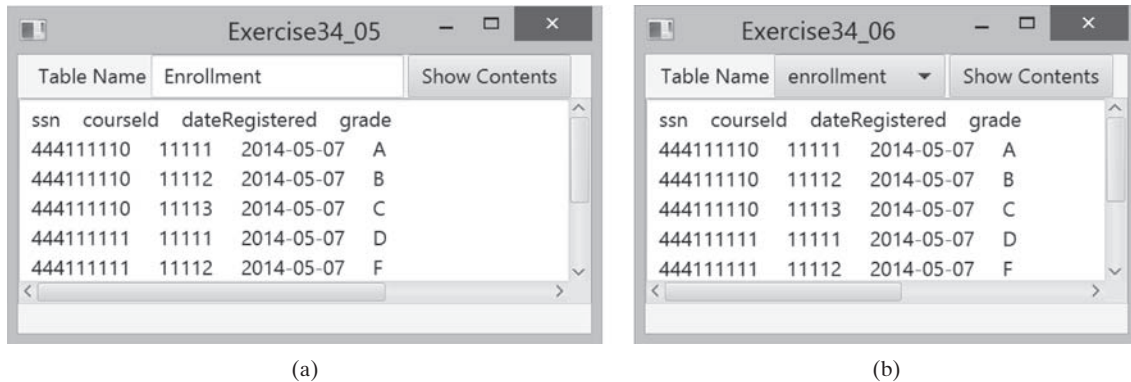 Exercise34_05
Table Name Enrollment Show Contents
ssn courseId dateRegistered grade
444111110 11111 2014-05-07 A
444111110 11112 2014-05-07 B
444111110 11113 2014-05-07 C
444111111 11111 2014-05-07 D
444111111 11112 2014-05-07 F
(a)
Exercise34_06
Table Name enrollment Show Contents
ssn courseId dateRegistered grade
444111110 11111 2014-05-07 A
444111110 11112 2014-05-07 B
444111110 11113 2014-05-07 C
444111111 11111 2014-05-07 D
444111111 11112 2014-05-07 F
(b)